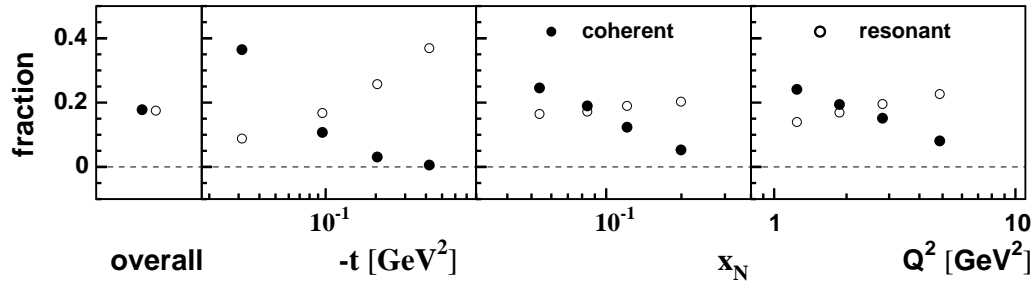 fraction
0.4
0.2
0
coherent
resonant
10⁻¹
10⁻¹
1
10
overall
-t [GeV²]
x_N
Q² [GeV²]